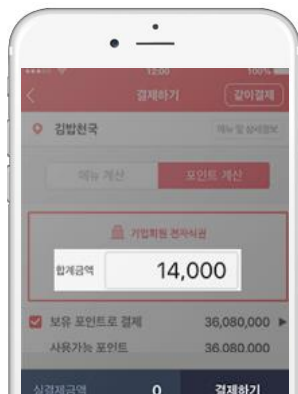 12:00 100%
결제하기 같이결제
김밥천국 메뉴 및 상세정보
메뉴 계산 포인트 계산
기업회원 전자식권
합계금액 14,000
보유 포인트로 결제 36,080,000 ▶
사용가능 포인트 36,080,000
실결제금액 0 결제하기